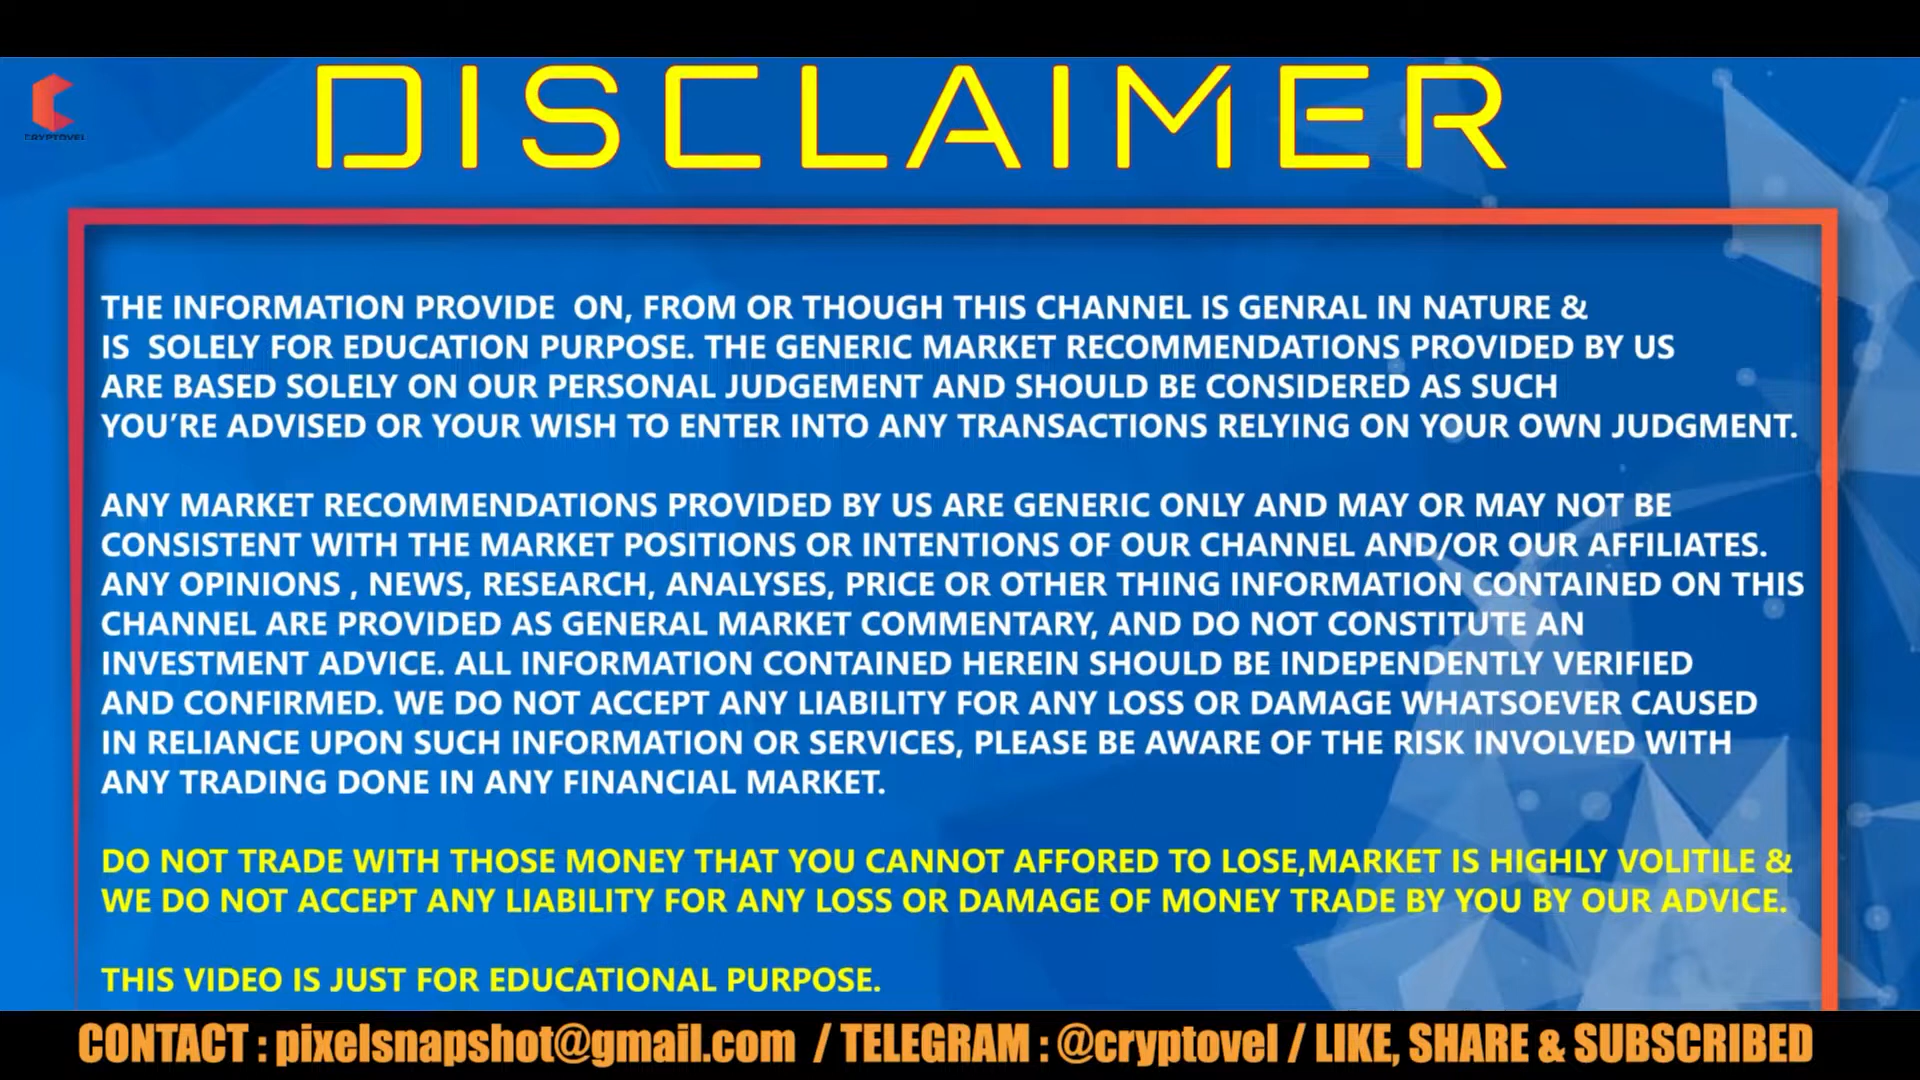 DISCLAIMER
CRYPTOVEL
THE INFORMATION PROVIDE  ON, FROM OR THOUGH THIS CHANNEL IS GENRAL IN NATURE &
IS  SOLELY FOR EDUCATION PURPOSE. THE GENERIC MARKET RECOMMENDATIONS PROVIDED BY US
ARE BASED SOLELY ON OUR PERSONAL JUDGEMENT AND SHOULD BE CONSIDERED AS SUCH
YOU’RE ADVISED OR YOUR WISH TO ENTER INTO ANY TRANSACTIONS RELYING ON YOUR OWN JUDGMENT.
ANY MARKET RECOMMENDATIONS PROVIDED BY US ARE GENERIC ONLY AND MAY OR MAY NOT BE
CONSISTENT WITH THE MARKET POSITIONS OR INTENTIONS OF OUR CHANNEL AND/OR OUR AFFILIATES.
ANY OPINIONS , NEWS, RESEARCH, ANALYSES, PRICE OR OTHER THING INFORMATION CONTAINED ON THIS
CHANNEL ARE PROVIDED AS GENERAL MARKET COMMENTARY, AND DO NOT CONSTITUTE AN
INVESTMENT ADVICE. ALL INFORMATION CONTAINED HEREIN SHOULD BE INDEPENDENTLY VERIFIED
AND CONFIRMED. WE DO NOT ACCEPT ANY LIABILITY FOR ANY LOSS OR DAMAGE WHATSOEVER CAUSED
IN RELIANCE UPON SUCH INFORMATION OR SERVICES, PLEASE BE AWARE OF THE RISK INVOLVED WITH
ANY TRADING DONE IN ANY FINANCIAL MARKET.
DO NOT TRADE WITH THOSE MONEY THAT YOU CANNOT AFFORED TO LOSE,MARKET IS HIGHLY VOLITILE &
WE DO NOT ACCEPT ANY LIABILITY FOR ANY LOSS OR DAMAGE OF MONEY TRADE BY YOU BY OUR ADVICE.
THIS VIDEO IS JUST FOR EDUCATIONAL PURPOSE.
CONTACT : pixelsnapshot@gmail.com  / TELEGRAM : @cryptovel / LIKE, SHARE & SUBSCRIBED